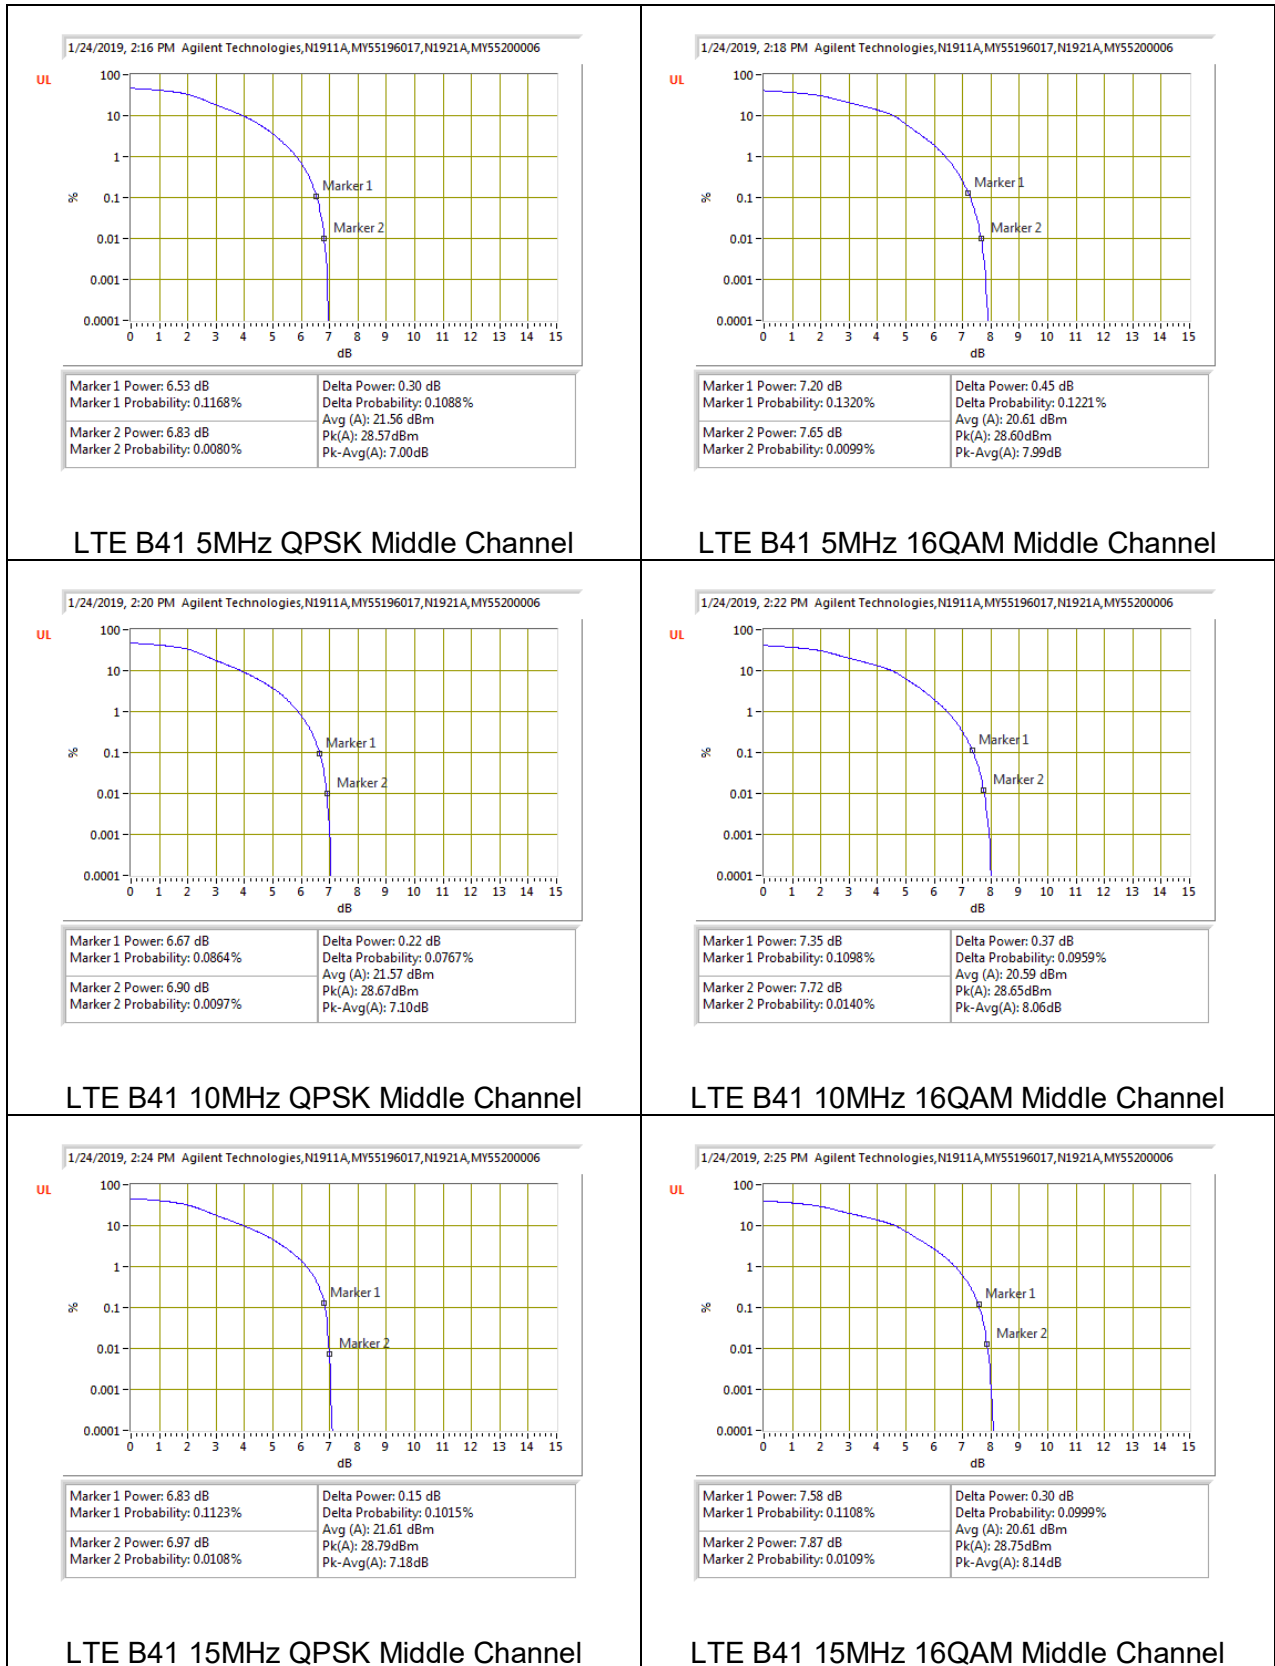 1/24/2019, 2:16 PM Agilent Technologies,N1911A,MY55196017,N1921A,MY55200006
UL
100
10
1
0.1
0.01
0.001
0.0001
%
Marker 1
Marker 2
0 1 2 3 4 5 6 7 8 9 10 11 12 13 14 15
dB
Marker 1 Power: 6.53 dB
Marker 1 Probability: 0.1168%
Marker 2 Power: 6.83 dB
Marker 2 Probability: 0.0080%
Delta Power: 0.30 dB
Delta Probability: 0.1088%
Avg (A): 21.56 dBm
Pk(A): 28.57dBm
Pk-Avg(A): 7.00dB
LTE B41 5MHz QPSK Middle Channel
1/24/2019, 2:18 PM Agilent Technologies,N1911A,MY55196017,N1921A,MY55200006
UL
100
10
1
0.1
0.01
0.001
0.0001
%
Marker 1
Marker 2
0 1 2 3 4 5 6 7 8 9 10 11 12 13 14 15
dB
Marker 1 Power: 7.20 dB
Marker 1 Probability: 0.1320%
Marker 2 Power: 7.65 dB
Marker 2 Probability: 0.0099%
Delta Power: 0.45 dB
Delta Probability: 0.1221%
Avg (A): 20.61 dBm
Pk(A): 28.60dBm
Pk-Avg(A): 7.99dB
LTE B41 5MHz 16QAM Middle Channel
1/24/2019, 2:20 PM Agilent Technologies,N1911A,MY55196017,N1921A,MY55200006
UL
100
10
1
0.1
0.01
0.001
0.0001
%
Marker 1
Marker 2
0 1 2 3 4 5 6 7 8 9 10 11 12 13 14 15
dB
Marker 1 Power: 6.67 dB
Marker 1 Probability: 0.0864%
Marker 2 Power: 6.90 dB
Marker 2 Probability: 0.0097%
Delta Power: 0.22 dB
Delta Probability: 0.0767%
Avg (A): 21.57 dBm
Pk(A): 28.67dBm
Pk-Avg(A): 7.10dB
LTE B41 10MHz QPSK Middle Channel
1/24/2019, 2:22 PM Agilent Technologies,N1911A,MY55196017,N1921A,MY55200006
UL
100
10
1
0.1
0.01
0.001
0.0001
%
Marker 1
Marker 2
0 1 2 3 4 5 6 7 8 9 10 11 12 13 14 15
dB
Marker 1 Power: 7.35 dB
Marker 1 Probability: 0.1098%
Marker 2 Power: 7.72 dB
Marker 2 Probability: 0.0140%
Delta Power: 0.37 dB
Delta Probability: 0.0959%
Avg (A): 20.59 dBm
Pk(A): 28.65dBm
Pk-Avg(A): 8.06dB
LTE B41 10MHz 16QAM Middle Channel
1/24/2019, 2:24 PM Agilent Technologies,N1911A,MY55196017,N1921A,MY55200006
UL
100
10
1
0.1
0.01
0.001
0.0001
%
Marker 1
Marker 2
0 1 2 3 4 5 6 7 8 9 10 11 12 13 14 15
dB
Marker 1 Power: 6.83 dB
Marker 1 Probability: 0.1123%
Marker 2 Power: 6.97 dB
Marker 2 Probability: 0.0108%
Delta Power: 0.15 dB
Delta Probability: 0.1015%
Avg (A): 21.61 dBm
Pk(A): 28.79dBm
Pk-Avg(A): 7.18dB
LTE B41 15MHz QPSK Middle Channel
1/24/2019, 2:25 PM Agilent Technologies,N1911A,MY55196017,N1921A,MY55200006
UL
100
10
1
0.1
0.01
0.001
0.0001
%
Marker 1
Marker 2
0 1 2 3 4 5 6 7 8 9 10 11 12 13 14 15
dB
Marker 1 Power: 7.58 dB
Marker 1 Probability: 0.1108%
Marker 2 Power: 7.87 dB
Marker 2 Probability: 0.0109%
Delta Power: 0.30 dB
Delta Probability: 0.0999%
Avg (A): 20.61 dBm
Pk(A): 28.75dBm
Pk-Avg(A): 8.14dB
LTE B41 15MHz 16QAM Middle Channel